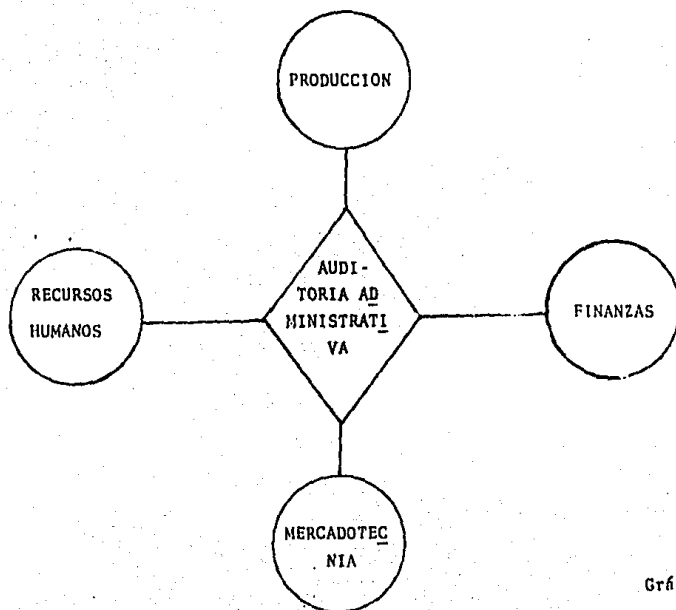 PRODUCCION
RECURSOS
HUMANOS
AUDI-
TORIA AD
MINISTRATI
VA
FINANZAS
MERCADOTEC
NIA
Grá